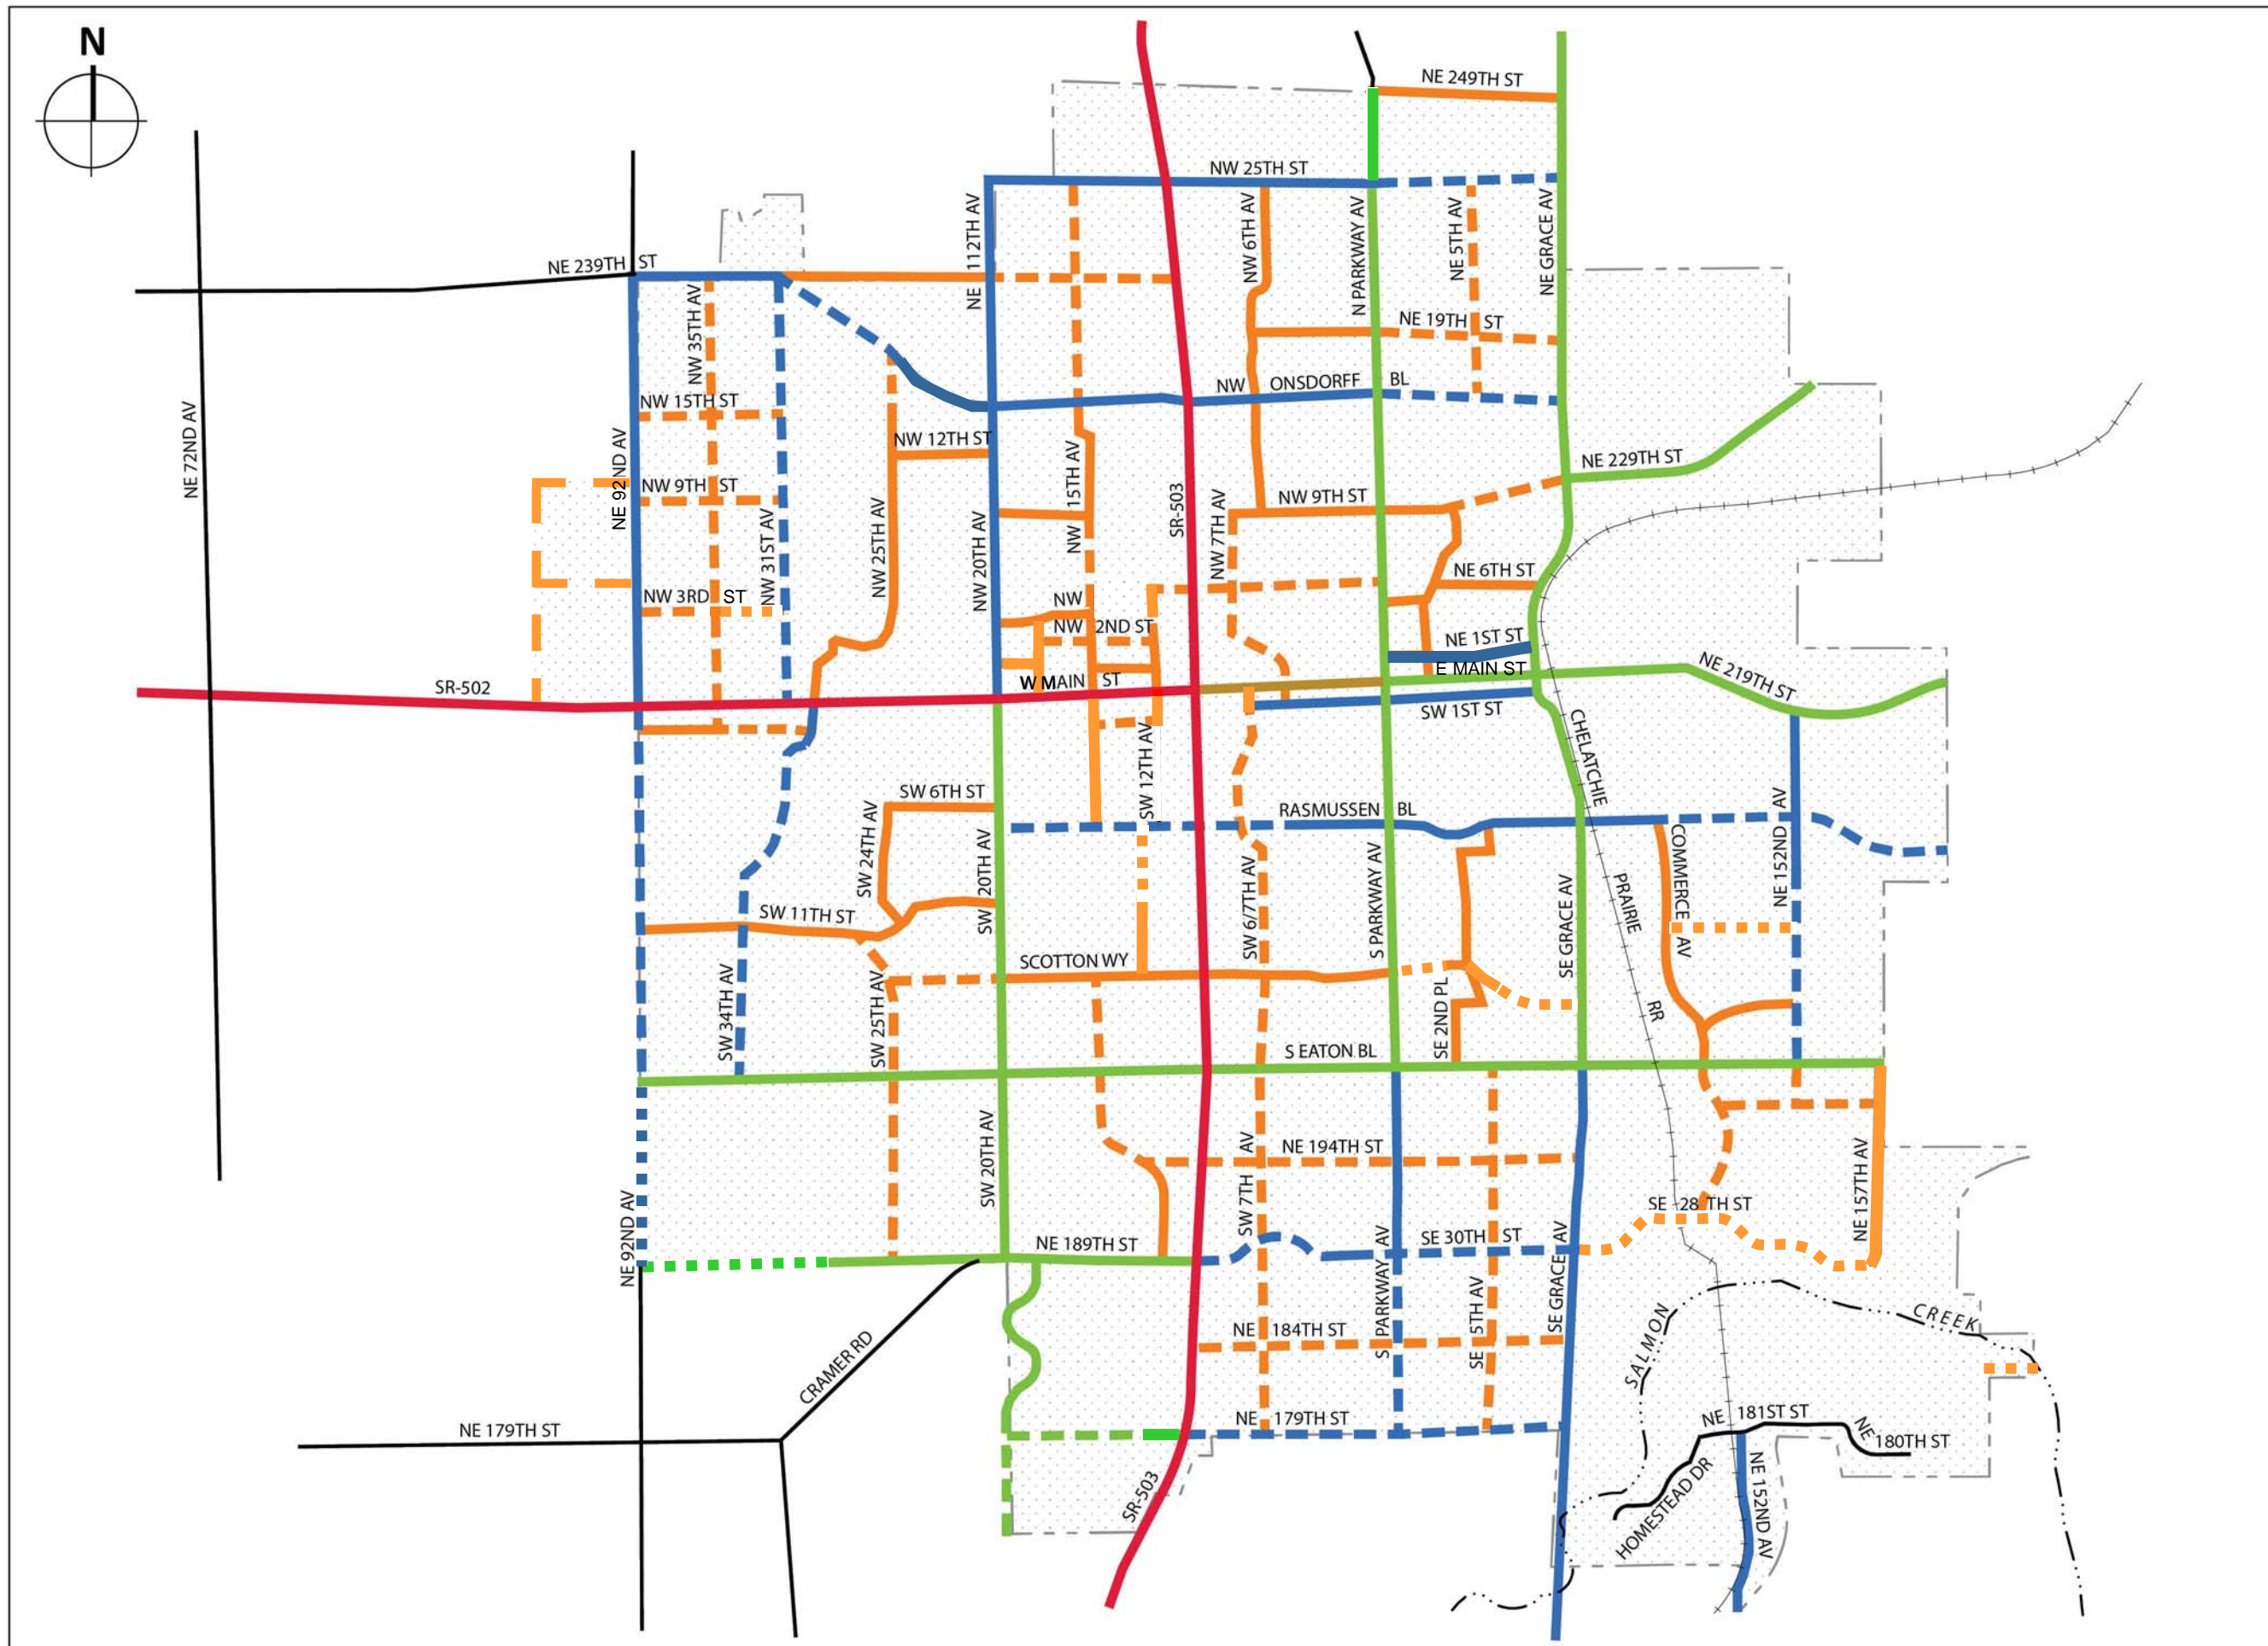 N
NE 249TH ST
NW 25TH ST
NE 112TH AV
NW 6TH AV
N PARKWAY AV
NE 5TH AV
NE GRACE AV
NE 239TH ST
NW 35TH AV
NE 19TH ST
NW ONSDORFF BL
NW 15TH ST
NE 72ND AV
NE 92ND AV
NW 12TH ST
NW 15TH AV
NE 229TH ST
NW 9TH ST
NW 31ST AV
NW 25TH AV
NW 20TH AV
SR-503
NW 7TH AV
NW 9TH ST
NE 6TH ST
NW 3RD ST
NW
NW 2ND ST
NE 1ST ST
E MAIN ST
W MAIN ST
SR-502
NE 219TH ST
SW 1ST ST
CHELATCHIE
SW 12TH AV
SW 6TH ST
RASMUSSEN BL
SW 24TH AV
SW 20TH AV
COMMERCE AV
NE 152ND AV
S PARKWAY AV
SW 6/7TH AV
SE GRACE AV
PRAIRIE
SW 11TH ST
SCOTTON WY
SW 34TH AV
SW 25TH AV
SE 2ND PL
RR
S EATON BL
SW 20TH AV
SW 7TH AV
NE 194TH ST
NE 157TH AV
NE 92ND AV
SE 28TH ST
NE 189TH ST
SE 30TH ST
S PARKWAY AV
SE 5TH AV
SE GRACE AV
SALMON
CREEK
NE 184TH ST
CRAMER RD
NE 179TH ST
NE 179TH ST
NE 181ST ST
NE 180TH ST
SR-503
HOMESTEAD DR
NE 152ND AV